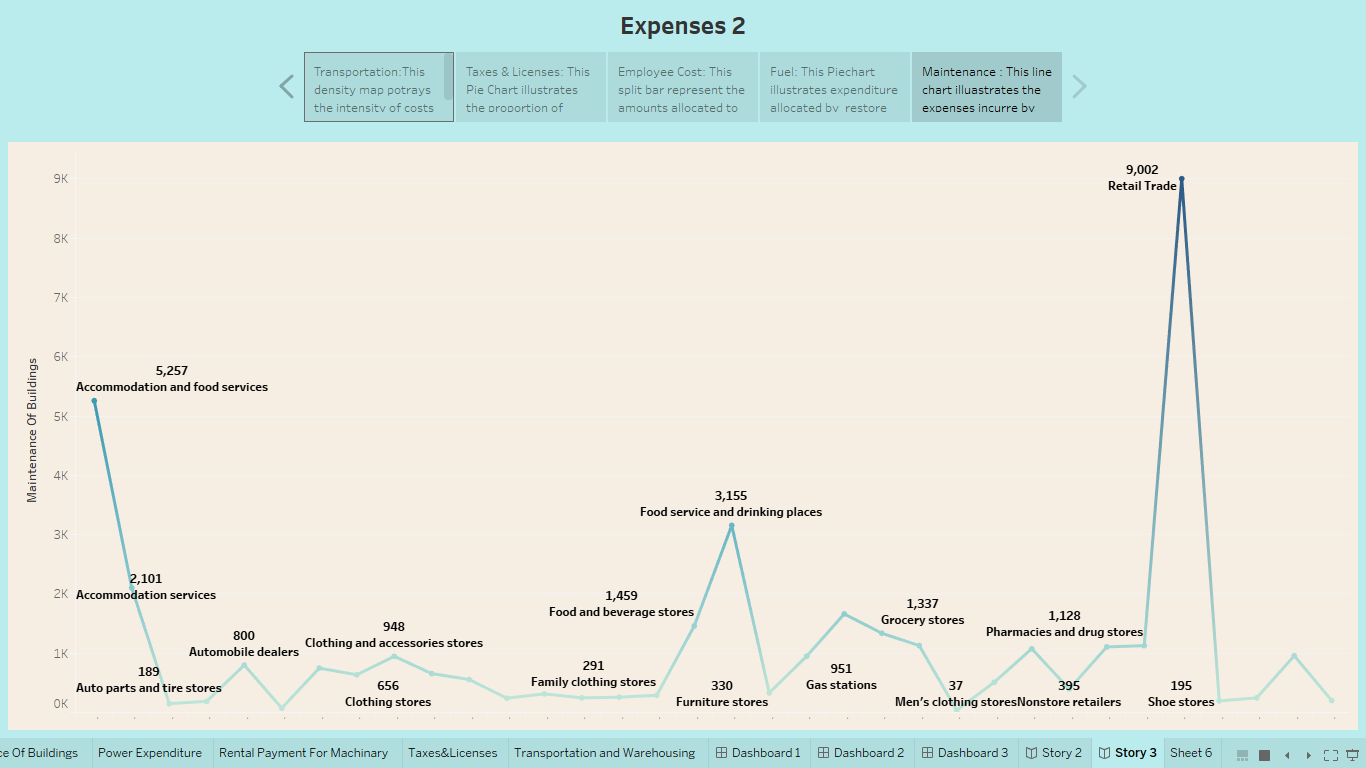 Expenses 2
Transportation:This
density map potrays
the intensity of costs
Taxes & Licenses: This
Pie Chart illustrates
the proportion of
Employee Cost: This
split bar represent the
amounts allocated to
Fuel: This Piechart
illustrates expenditure
allocated by restore
Maintenance : This line
chart illuastrates the
expenses incurre by
Maintenance Of Buildings
9K
8K
7K
6K
5K
4K
3K
2K
1K
0K
9,002
Retail Trade
5,257
Accommodation and food services
3,155
Food service and drinking places
2,101
Accommodation services
1,459
Food and beverage stores
1,337
Grocery stores
1,128
Pharmacies and drug stores
948
Clothing and accessories stores
800
Automobile dealers
189
Auto parts and tire stores
656
Clothing stores
291
Family clothing stores
330
Furniture stores
951
Gas stations
37
Men's clothing stores
395
Nonstore retailers
195
Shoe stores
ce Of Buildings
Power Expenditure
Rental Payment For Machinary
Taxes&Licenses
Transportation and Warehousing
Dashboard 1
Dashboard 2
Dashboard 3
Story 2
Story 3
Sheet 6